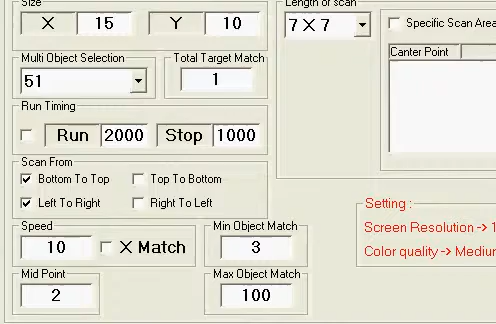 Size
X 15 Y 10
Length of scan
7 X 7
Specific Scan Area
Canter Point
Multi Object Selection
51
Total Target Match
1
Run Timing
Run 2000 Stop 1000
Scan From
Bottom To Top
Top To Bottom
Left To Right
Right To Left
Speed
10
X Match
Min Object Match
3
Mid Point
2
Max Object Match
100
Setting :
Screen Resolution -> 1
Color quality -> Medium